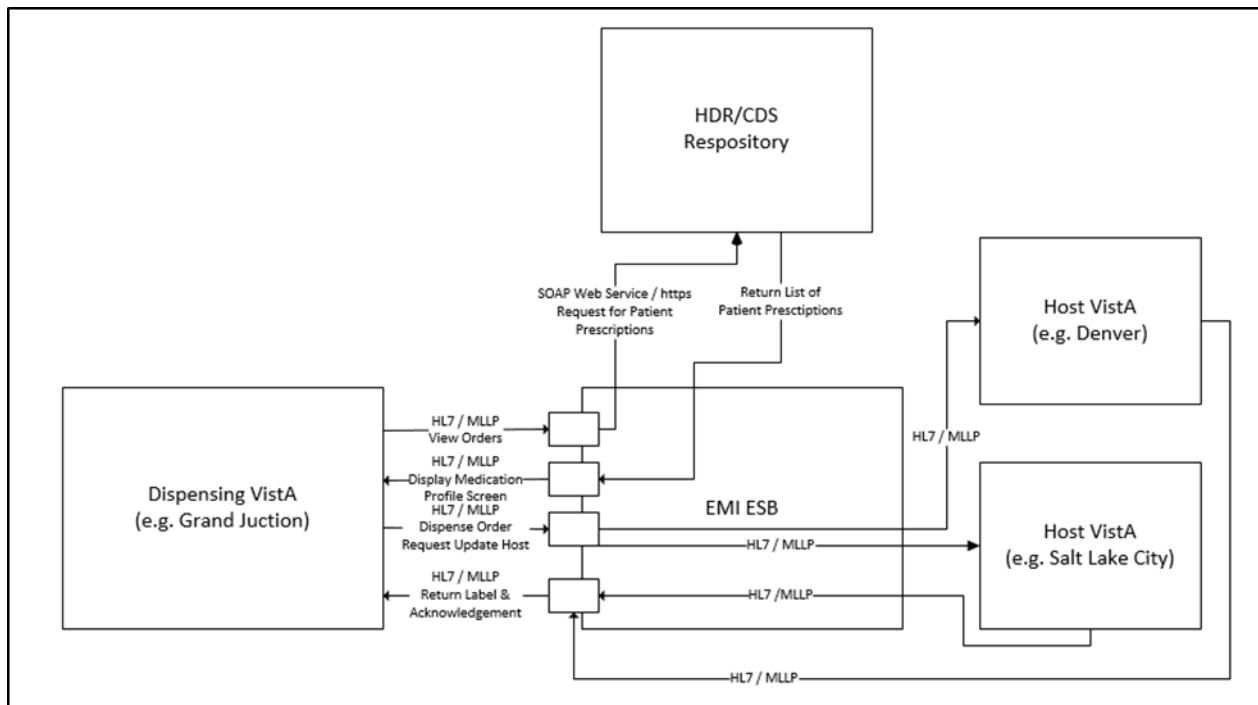 HDR/CDS
Respository
SOAP Web Service / https
Request for Patient
Prescriptions
Return List of
Patient Presctiptions
Host VistA
(e.g. Denver)
HL7 / MLLP
View Orders
HL7 / MLLP
Display Medication
Profile Screen
HL7 / MLLP
Dispense Order
Request Update Host
HL7 / MLLP
Return Label &
Acknowledgement
Dispensing VistA
(e.g. Grand Juction)
EMI ESB
HL7 / MLLP
HL7 / MLLP
Host VistA
(e.g. Salt Lake City)
HL7 /MLLP
HL7 / MLLP